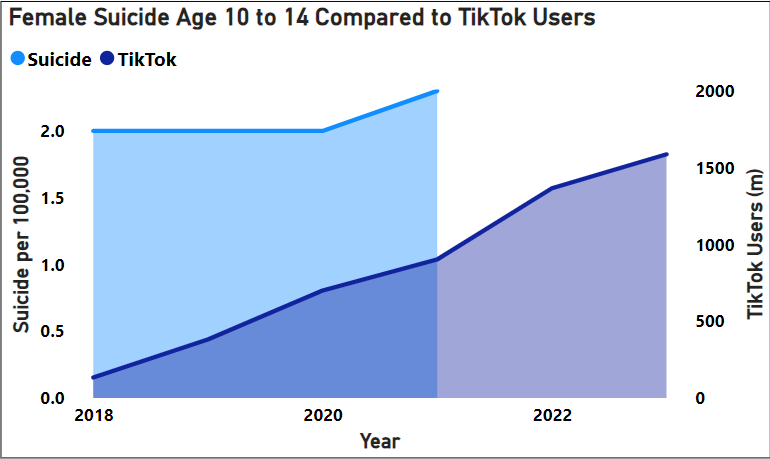 Female Suicide Age 10 to 14 Compared to TikTok Users
Suicide TikTok
Suicide per 100,000
2.0
1.5
1.0
0.5
0.0
2000
1500
1000
500
0
TikTok Users (m)
2018 2020 2022
Year